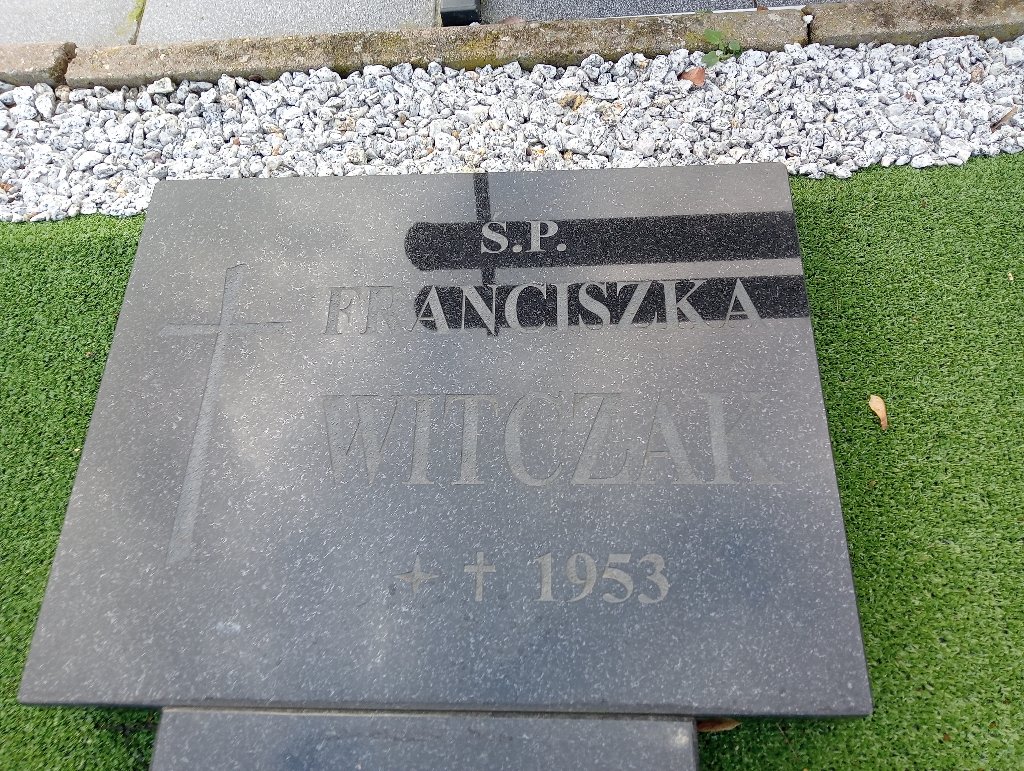 Ś.P.
FRANCISZKA
WITCZAK
✦ ✝ 1953